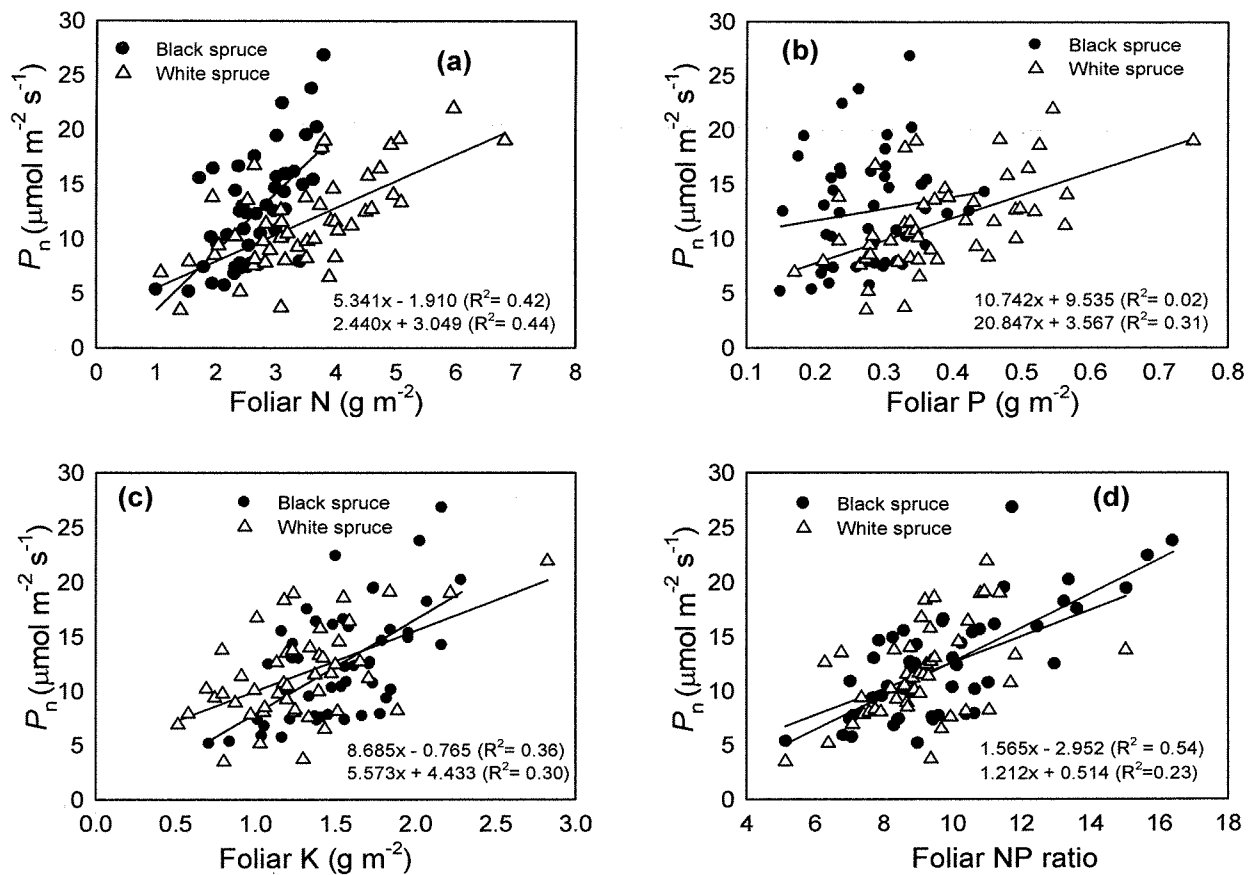 30
25
20
15
10
5
0
Pn (μmol m-2 s-1)
Black spruce
White spruce
(a)
5.341x - 1.910 (R2= 0.42)
2.440x + 3.049 (R2= 0.44)
0 1 2 3 4 5 6 7 8
Foliar N (g m-2)
30
25
20
15
10
5
0
Pn (μmol m-2 s-1)
(b)
Black spruce
White spruce
10.742x + 9.535 (R2= 0.02)
20.847x + 3.567 (R2= 0.31)
0.1 0.2 0.3 0.4 0.5 0.6 0.7 0.8
Foliar P (g m-2)
30
25
20
15
10
5
0
Pn (μmol m-2 s-1)
(c)
Black spruce
White spruce
8.685x - 0.765 (R2= 0.36)
5.573x + 4.433 (R2= 0.30)
0.0 0.5 1.0 1.5 2.0 2.5 3.0
Foliar K (g m-2)
30
25
20
15
10
5
0
Pn (μmol m-2 s-1)
Black spruce
White spruce
(d)
1.565x - 2.952 (R2= 0.54)
1.212x + 0.514 (R2=0.23)
4 6 8 10 12 14 16 18
Foliar NP ratio